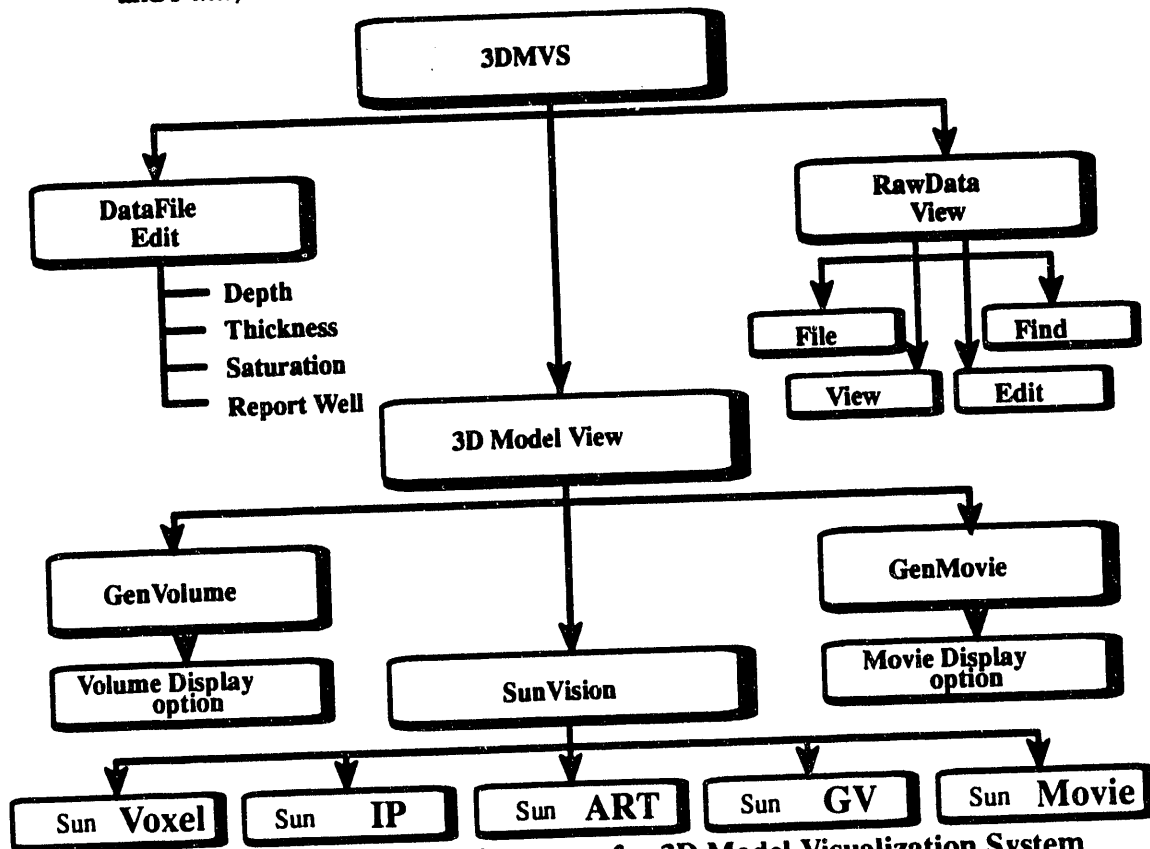 3DMVS
DataFile
Edit
RawData
View
Depth
Thickness
Saturation
Report Well
File
Find
View
Edit
3D Model View
GenVolume
GenMovie
Volume Display
option
SunVision
Movie Display
option
Sun Voxel
Sun IP
Sun ART
Sun GV
Sun Movie
for 3D Model Visualization System